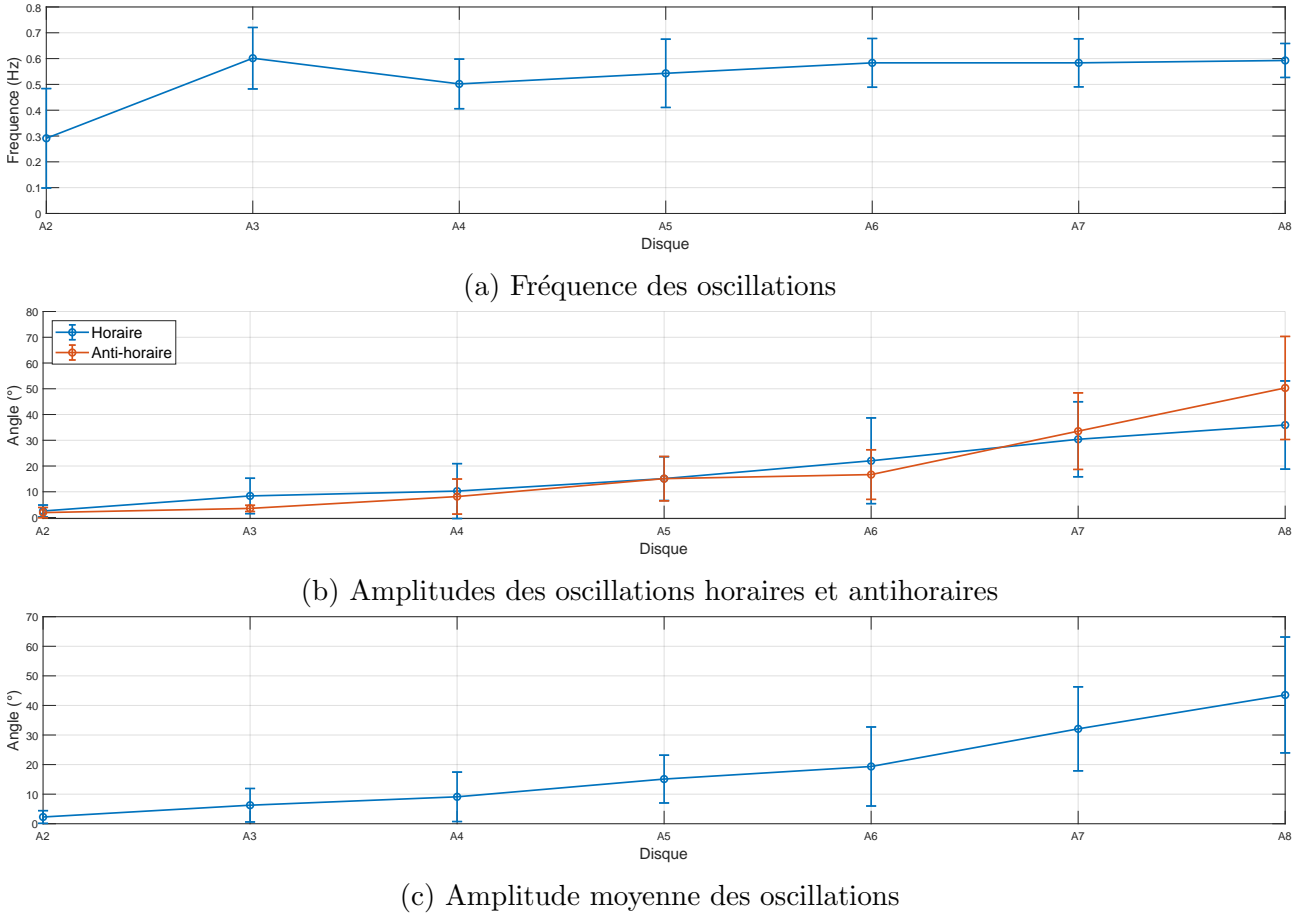 0.8
0.7
0.6
0.5
0.4
0.3
0.2
0.1
0
Frequence (Hz)
A2 A3 A4 A5 A6 A7 A8
Disque
(a) Fréquence des oscillations
80
70
60
50
40
30
20
10
0
Angle (°)
Horaire
Anti-horaire
A2 A3 A4 A5 A6 A7 A8
Disque
(b) Amplitudes des oscillations horaires et antihoraires
70
60
50
40
30
20
10
0
Angle (°)
A2 A3 A4 A5 A6 A7 A8
Disque
(c) Amplitude moyenne des oscillations